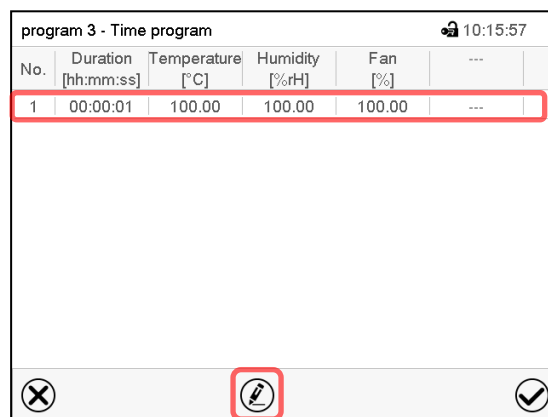 program 3 - Time program 10:15:57
No. Duration Temperature Humidity Fan ---
[hh:mm:ss] [°C] [%rH] [%]
1 00:00:01 100.00 100.00 100.00 ---